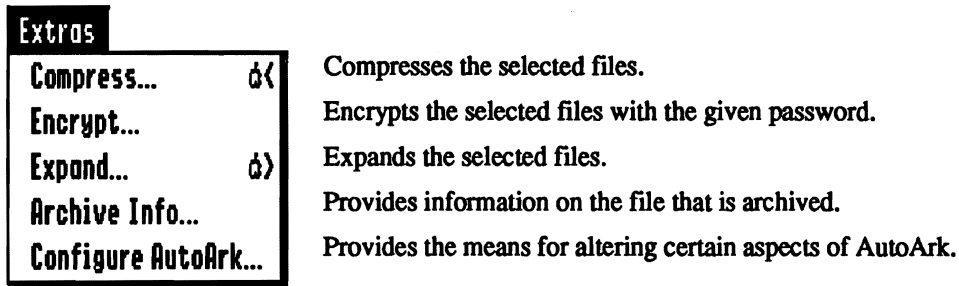 Extras
Compress... ⌘< Compresses the selected files.
Encrypt... Encrypts the selected files with the given password.
Expand... ⌘> Expands the selected files.
Archive Info... Provides information on the file that is archived.
Configure AutoArk... Provides the means for altering certain aspects of AutoArk.